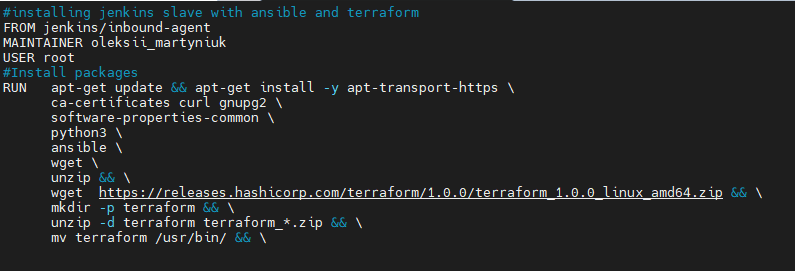 #installing jenkins slave with ansible and terraform
FROM jenkins/inbound-agent
MAINTAINER oleksii_martyniuk
USER root
#Install packages
RUN   apt-get update && apt-get install -y apt-transport-https \
      ca-certificates curl gnupg2 \
      software-properties-common \
      python3 \
      ansible \
      wget \
      unzip && \
      wget  https://releases.hashicorp.com/terraform/1.0.0/terraform_1.0.0_linux_amd64.zip && \
      mkdir -p terraform && \
      unzip -d terraform terraform_*.zip && \
      mv terraform /usr/bin/ && \